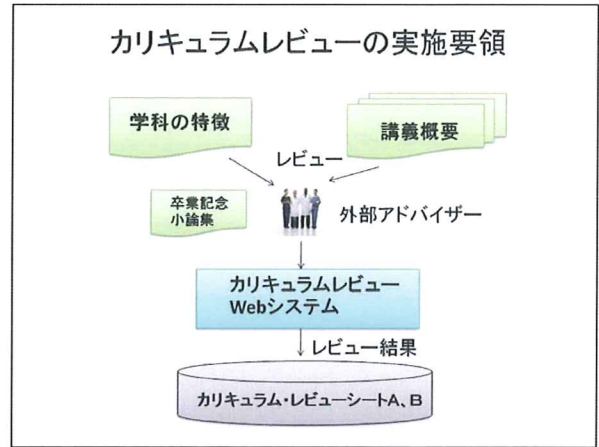 カリキュラムレビューの実施要領
学科の特徴
講義概要
レビュー
卒業記念
小論集
外部アドバイザー
カリキュラムレビュー
Webシステム
レビュー結果
カリキュラム・レビューシートA、B